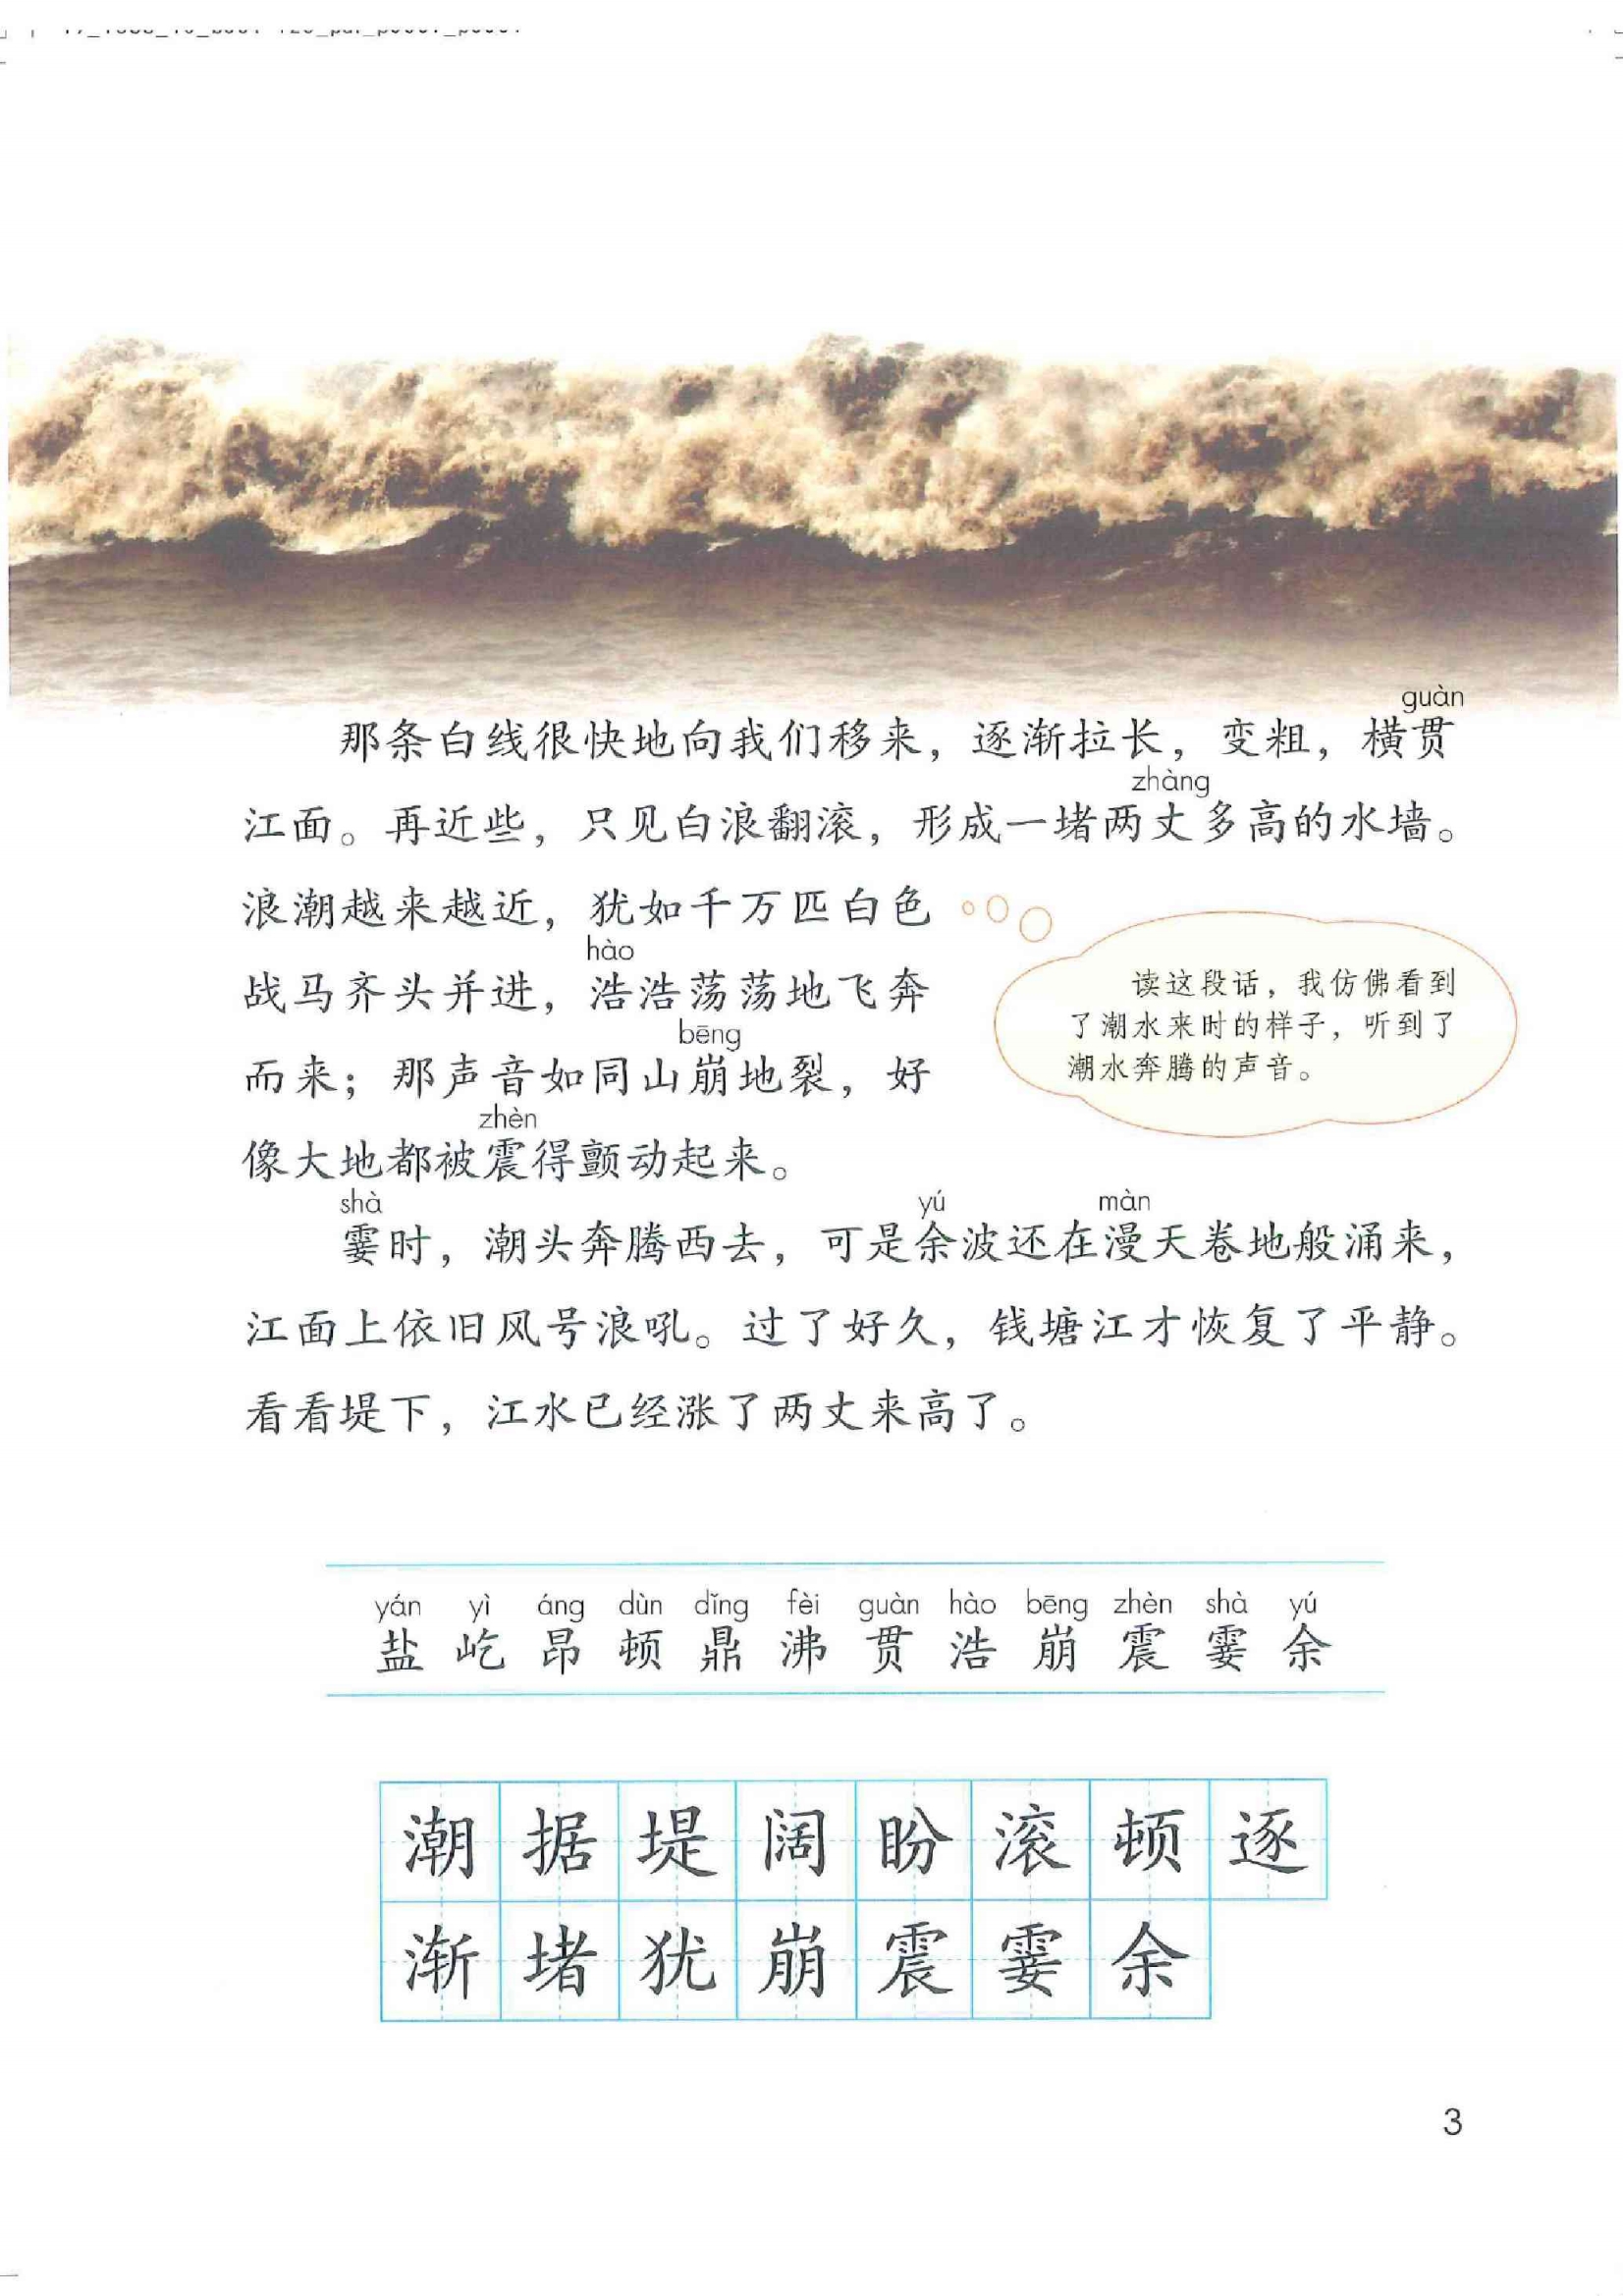 guàn
那条白线很快地向我们移来，逐渐拉长，变粗，横贯
zhàng
江面。再近些，只见白浪翻滚，形成一堵两丈多高的水墙。
浪潮越来越近，犹如千万匹白色
hào
战马齐头并进，浩浩荡荡地飞奔
bēng
而来；那声音如同山崩地裂，好
zhèn
像大地都被震得颤动起来。
读这段话，我仿佛看到
了潮水来时的样子，听到了
潮水奔腾的声音。
shà yú màn
霎时，潮头奔腾西去，可是余波还在漫天卷地般涌来，
江面上依旧风号浪吼。过了好久，钱塘江才恢复了平静。
看看堤下，江水已经涨了两丈来高了。
yán yì áng dùn dǐng fèi guàn hào bēng zhèn shà yú
盐 屹 昂 顿 鼎 沸 贯 浩 崩 震 霎 余
潮 据 堤 阔 盼 滚 顿 逐
渐 堵 犹 崩 震 霎 余
3